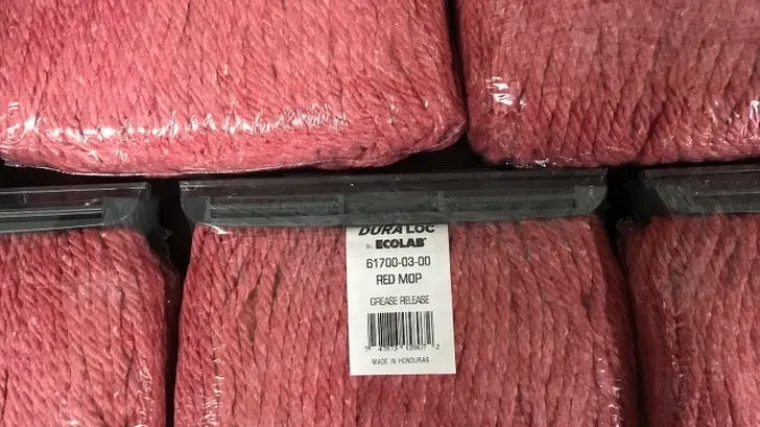 DURA LOC
By ECOLAB
61700-03-00
RED MOP
GREASE RELEASE
MADE IN HONDURAS